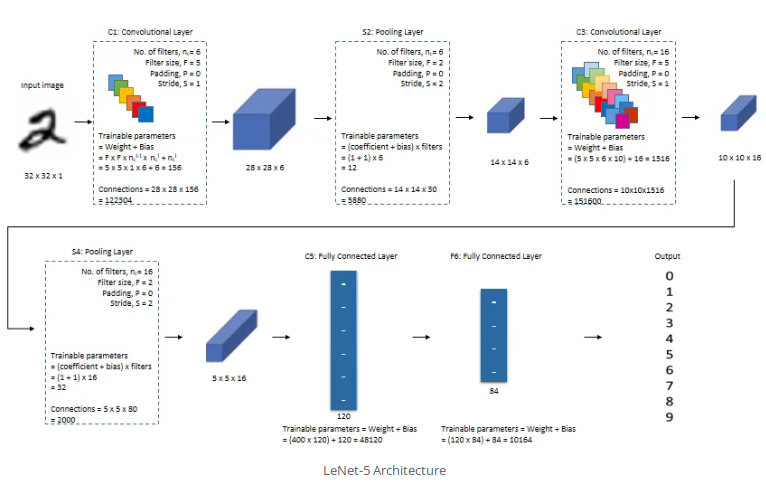 C1: Convolutional Layer
No. of filters, nᵢ= 6
Filter size, F = 5
Padding, P = 0
Stride, S = 1
Trainable parameters
= Weight + Bias
= 5 x 5 x 1 x 6 + 6 = 156
Connections = 28 x 28 x 156
= 122304
Input image
32 x 32 x 1
28 x 28 x 6
S2: Pooling Layer
No. of filters, nᵢ= 6
Filter size, F = 2
Padding, P = 0
Stride, S = 2
Trainable parameters
= (coefficient + bias) x filters
= (1 + 1) x 6
= 12
Connections = 14 x 14 x 30
= 5880
14 x 14 x 6
C3: Convolutional Layer
No. of filters, nᵢ= 16
Filter size, F = 5
Padding, P = 0
Stride, S = 1
Trainable parameters
= Weight + Bias
= (5 x 5 x 6 x 10) + 16 = 1516
Connections = 10x10x1516
= 151600
10 x 10 x 16
S4: Pooling Layer
No. of filters, nᵢ= 16
Filter size, F = 2
Padding, P = 0
Stride, S = 2
Trainable parameters
= (coefficient + bias) x filters
= (1 + 1) x 16
= 32
Connections = 5 x 5 x 80
= 2000
5 x 5 x 16
C5: Fully Connected Layer
120
Trainable parameters = Weight + Bias
= (400 x 120) + 120 = 48120
F6: Fully Connected Layer
84
Trainable parameters = Weight + Bias
= (120 x 84) + 84 = 10164
Output
0
1
2
3
4
5
6
7
8
9
2
LeNet-5 Architecture